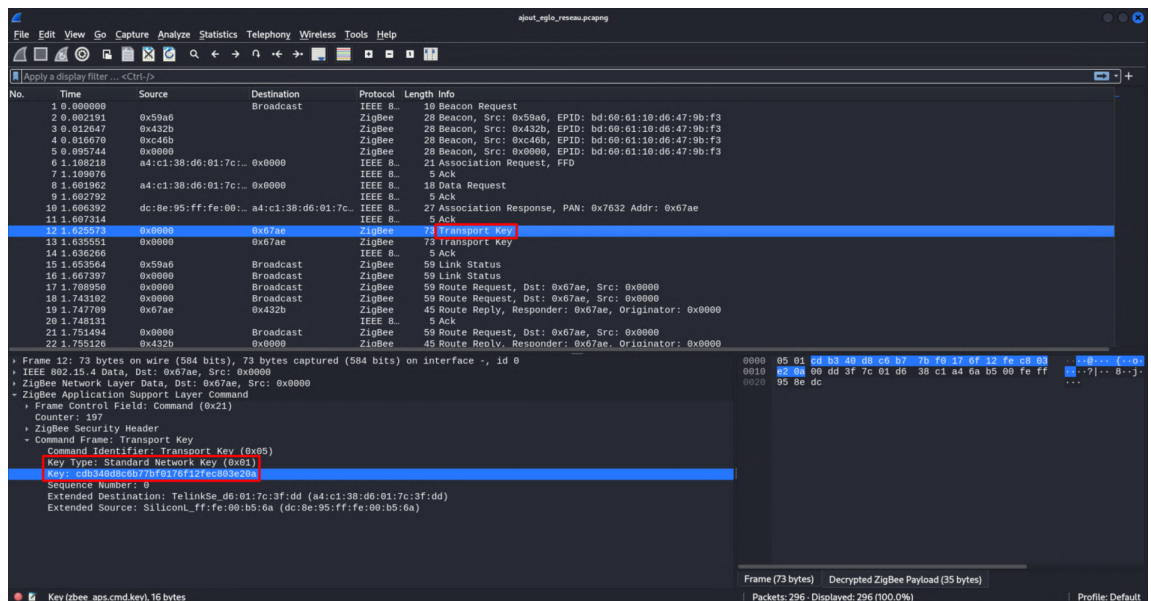 ajout_eglo_reseau.pcapng
File Edit View Go Capture Analyze Statistics Telephony Wireless Tools Help
Apply a display filter ... <Ctrl-/>
No. Time Source Destination Protocol Length Info
1 0.000000 Broadcast IEEE 8… 10 Beacon Request
2 0.002191 0x59a6 ZigBee 28 Beacon, Src: 0x59a6, EPID: bd:60:61:10:d6:47:9b:f3
3 0.012647 0x432b ZigBee 28 Beacon, Src: 0x432b, EPID: bd:60:61:10:d6:47:9b:f3
4 0.016670 0xc46b ZigBee 28 Beacon, Src: 0xc46b, EPID: bd:60:61:10:d6:47:9b:f3
5 0.095744 0x0000 ZigBee 28 Beacon, Src: 0x0000, EPID: bd:60:61:10:d6:47:9b:f3
6 1.108218 a4:c1:38:d6:01:7c:… 0x0000 IEEE 8… 21 Association Request, FFD
7 1.109076 IEEE 8… 5 Ack
8 1.601962 a4:c1:38:d6:01:7c:… 0x0000 IEEE 8… 18 Data Request
9 1.602792 IEEE 8… 5 Ack
10 1.606392 dc:8e:95:ff:fe:00:… a4:c1:38:d6:01:7c… IEEE 8… 27 Association Response, PAN: 0x7632 Addr: 0x67ae
11 1.607314 IEEE 8… 5 Ack
12 1.625573 0x0000 0x67ae ZigBee 73 Transport Key
13 1.635551 0x0000 0x67ae ZigBee 73 Transport Key
14 1.636266 IEEE 8… 5 Ack
15 1.653564 0x59a6 Broadcast ZigBee 59 Link Status
16 1.667397 0x0000 Broadcast ZigBee 59 Link Status
17 1.708950 0x0000 Broadcast ZigBee 59 Route Request, Dst: 0x67ae, Src: 0x0000
18 1.743102 0x0000 Broadcast ZigBee 59 Route Request, Dst: 0x67ae, Src: 0x0000
19 1.747709 0x67ae 0x432b ZigBee 45 Route Reply, Responder: 0x67ae, Originator: 0x0000
20 1.748131 IEEE 8… 5 Ack
21 1.751494 0x0000 Broadcast ZigBee 59 Route Request, Dst: 0x67ae, Src: 0x0000
22 1.755126 0x432b 0x0000 ZigBee 45 Route Reply, Responder: 0x67ae, Originator: 0x0000
Frame 12: 73 bytes on wire (584 bits), 73 bytes captured (584 bits) on interface -, id 0
IEEE 802.15.4 Data, Dst: 0x67ae, Src: 0x0000
ZigBee Network Layer Data, Dst: 0x67ae, Src: 0x0000
ZigBee Application Support Layer Command
Frame Control Field: Command (0x21)
Counter: 197
ZigBee Security Header
Command Frame: Transport Key
Command Identifier: Transport Key (0x05)
Key Type: Standard Network Key (0x01)
Key: cdb340d8c6b77bf0176f12fec803e20a
Sequence Number: 0
Extended Destination: TelinkSe_d6:01:7c:3f:dd (a4:c1:38:d6:01:7c:3f:dd)
Extended Source: SiliconL_ff:fe:00:b5:6a (dc:8e:95:ff:fe:00:b5:6a)
0000 05 01 cd b3 40 d8 c6 b7 7b f0 17 6f 12 fe c8 03 ····@··· {··o·
0010 e2 0a 00 dd 3f 7c 01 d6 38 c1 a4 6a b5 00 fe ff ····?|·· 8··j·
0020 95 8e dc ···
Frame (73 bytes) Decrypted ZigBee Payload (35 bytes)
Key (zbee_aps.cmd.key), 16 bytes Packets: 296 · Displayed: 296 (100.0%) Profile: Default